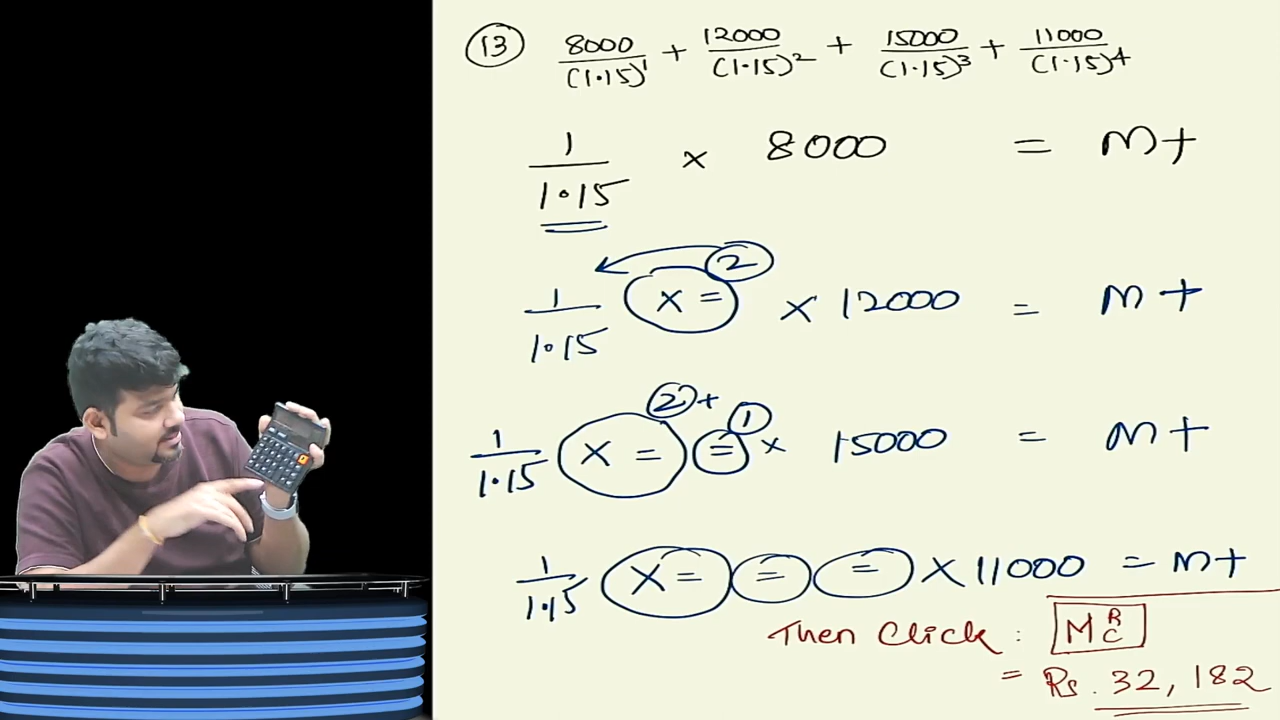 13 8000/(1.15)¹ + 12000/(1.15)² + 15000/(1.15)³ + 11000/(1.15)⁴
1/1.15 × 8000 = m+
2
1/1.15 × = × 12000 = m+
2 + 1
1/1.15 × = = × 15000 = m+
1/1.15 × = = = × 11000 = m+
Then Click : MRC
= Rs. 32,182